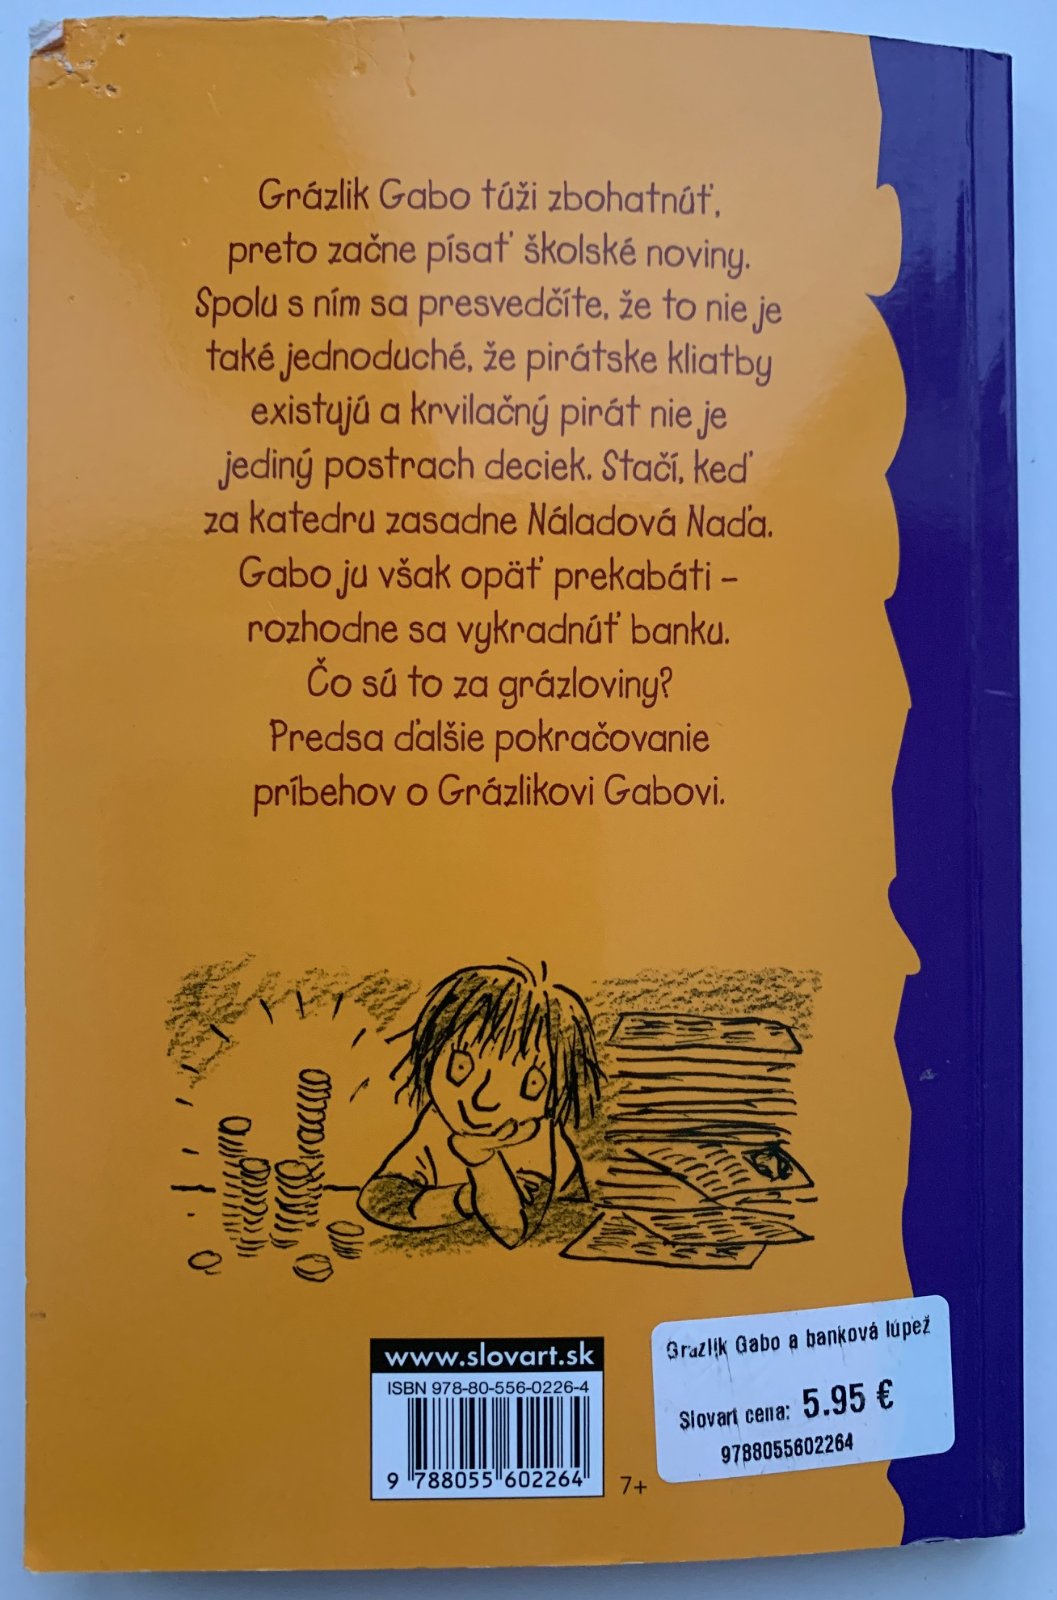 Grázlik Gabo túži zbohatnúť,
preto začne písať školské noviny.
Spolu s ním sa presvedčíte, že to nie je
také jednoduché, že pirátske kliatby
existujú a krvilačný pirát nie je
jediný postrach deciek. Stačí, keď
za katedru zasadne Náladová Naďa.
Gabo ju však opäť prekabáti –
rozhodne sa vykradnúť banku.
Čo sú to za grázloviny?
Predsa ďalšie pokračovanie
príbehov o Grázlikovi Gabovi.
www.slovart.sk
ISBN 978-80-556-0226-4
9 788055 602264
7+
Grázlik Gabo a banková lúpež
Slovart cena: 5.95 €
9788055602264